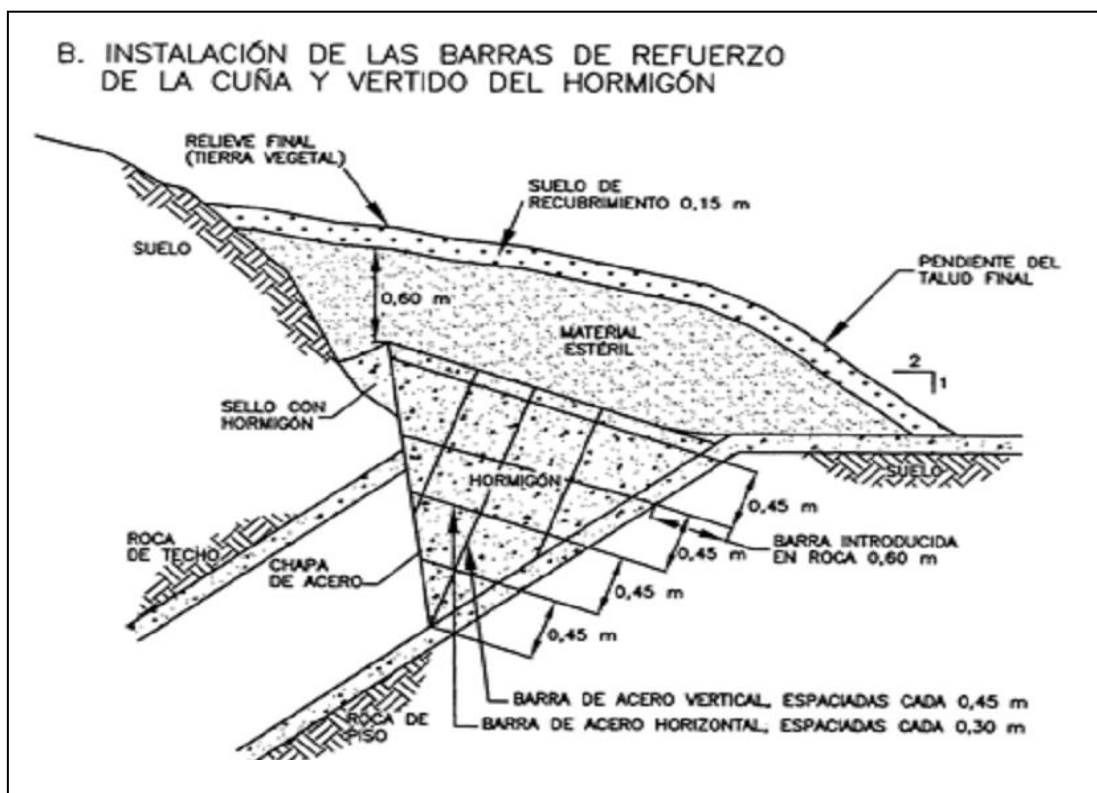 B. INSTALACIÓN DE LAS BARRAS DE REFUERZO
DE LA CUÑA Y VERTIDO DEL HORMIGÓN
RELIEVE FINAL
(TIERRA VEGETAL)
SUELO DE
RECUBRIMIENTO 0,15 m
SUELO
PENDIENTE DEL
TALUD FINAL
0,60 m
MATERIAL
ESTÉRIL
2
1
SELLO CON
HORMIGÓN
HORMIGÓN
SUELO
0,45 m
ROCA
DE TECHO
CHAPA
DE ACERO
0,45 m
BARRA INTRODUCIDA
EN ROCA 0,60 m
0,45 m
0,45 m
BARRA DE ACERO VERTICAL, ESPACIADAS CADA 0,45 m
ROCA DE
PISO
BARRA DE ACERO HORIZONTAL, ESPACIADAS CADA 0,30 m